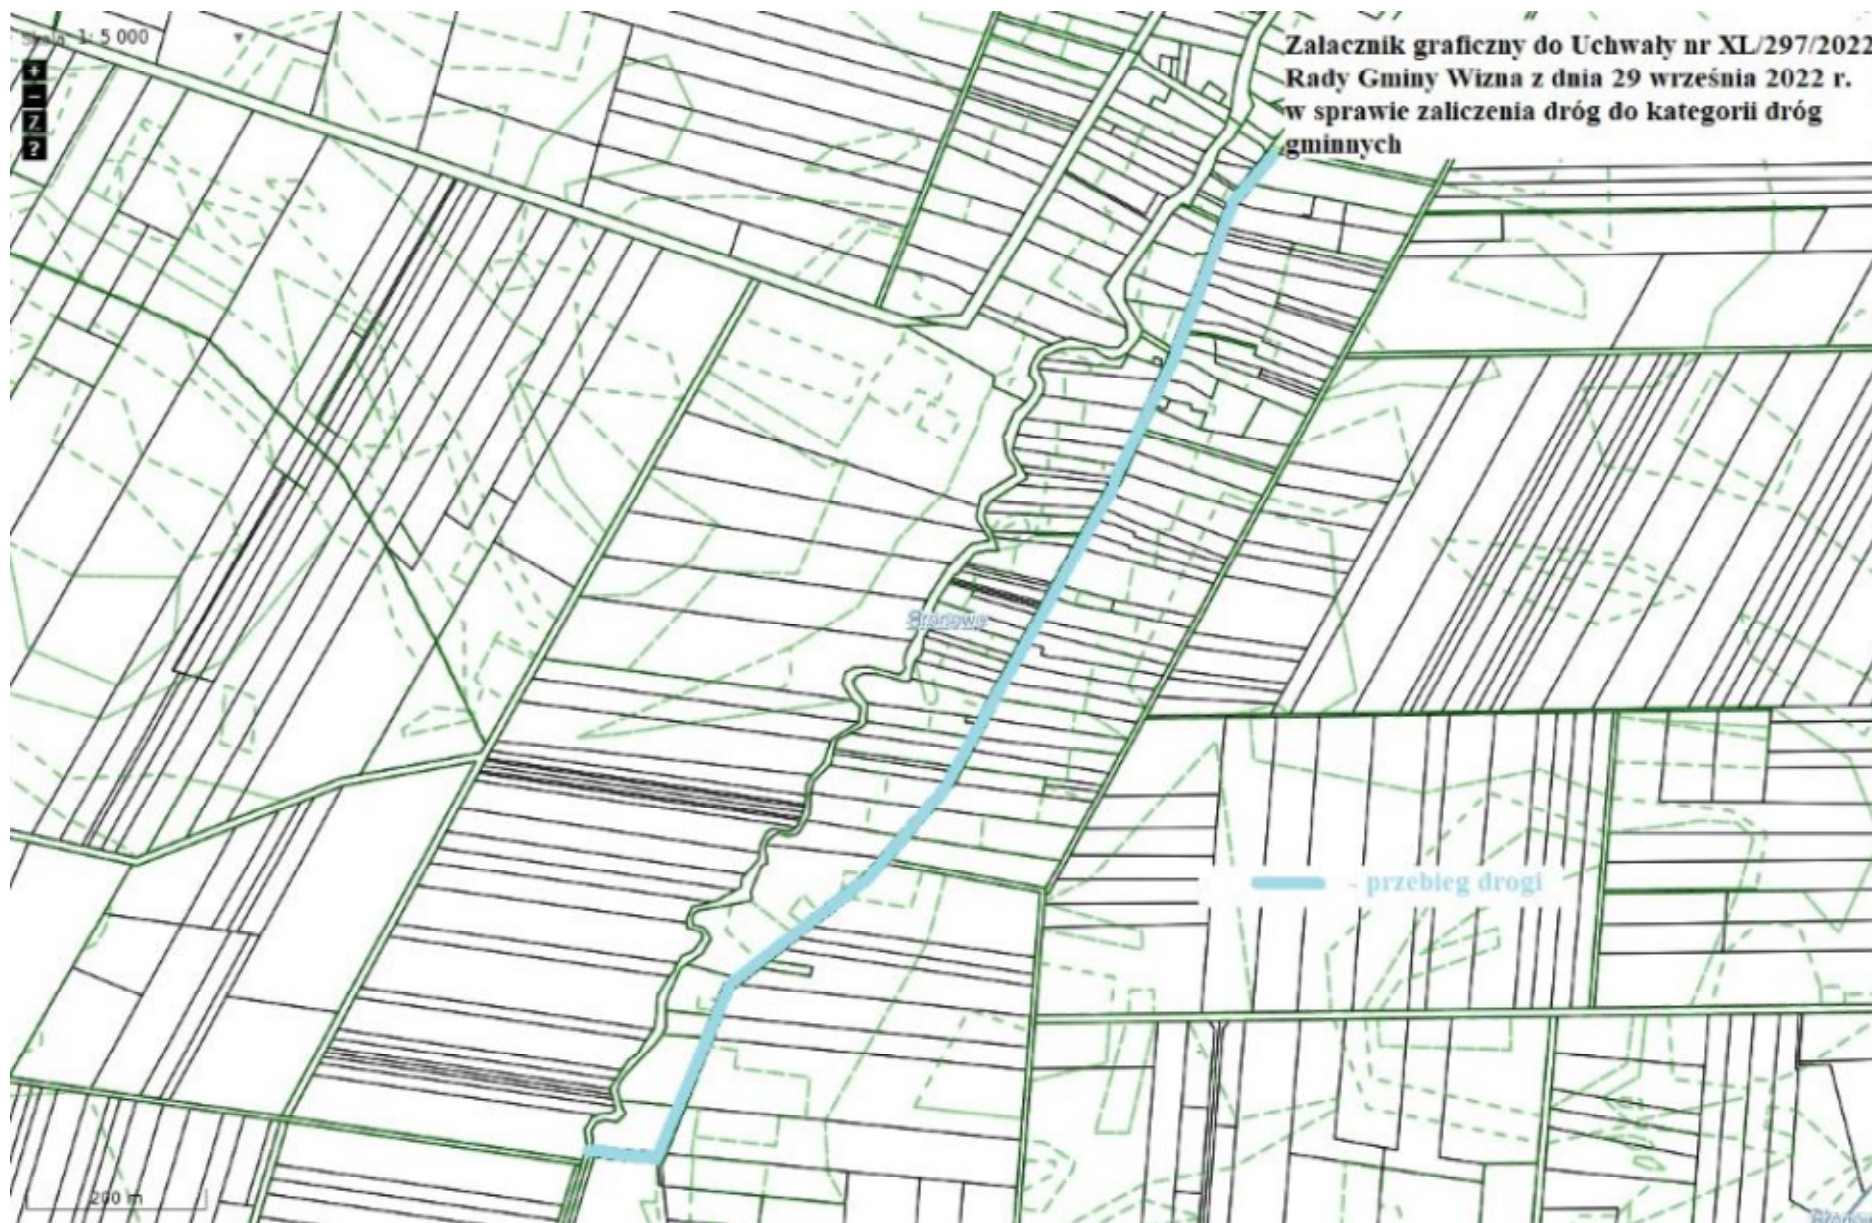 Skala 1: 5 000
+
–
Z
?
Załacznik graficzny do Uchwały nr XL/297/2022
Rady Gminy Wizna z dnia 29 września 2022 r.
w sprawie zaliczenia dróg do kategorii dróg
gminnych
- przebieg drogi
200 m